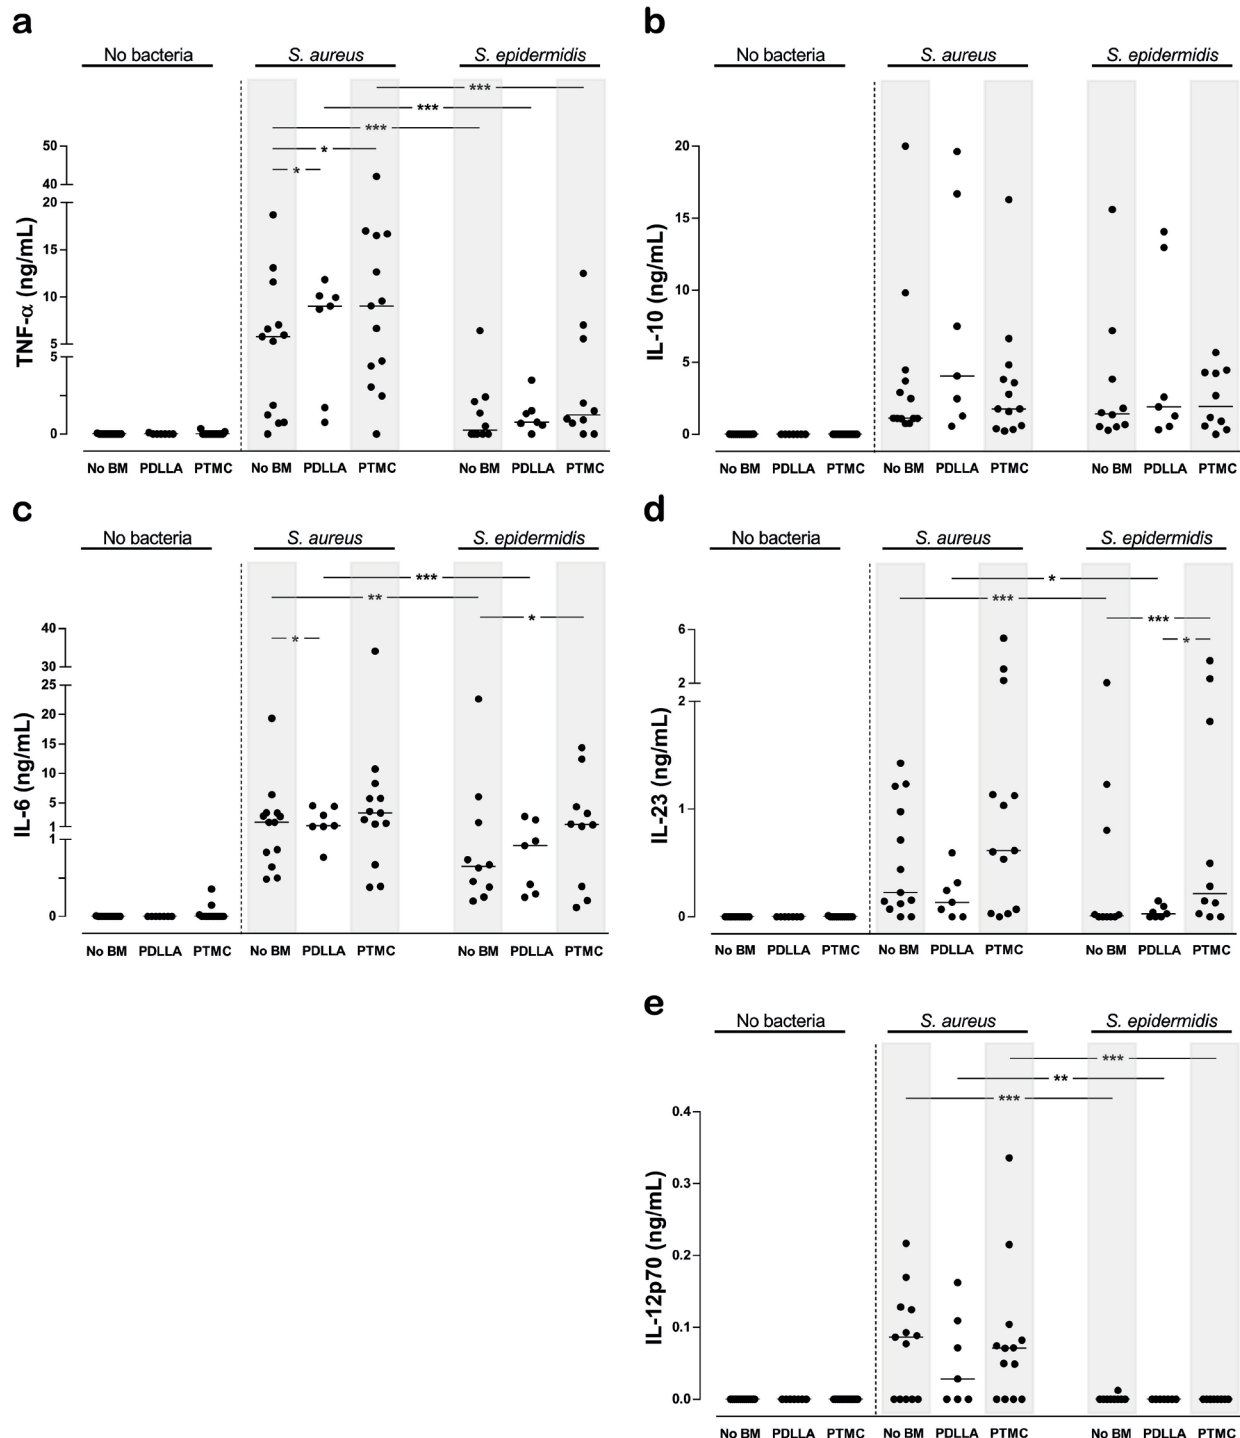 a
No bacteria S. aureus S. epidermidis
***
***
***
*
*
50
40
20
15
10
5
5
0
TNF-α (ng/mL)
No BM PDLLA PTMC No BM PDLLA PTMC No BM PDLLA PTMC
b
No bacteria S. aureus S. epidermidis
20
15
10
5
0
IL-10 (ng/mL)
No BM PDLLA PTMC No BM PDLLA PTMC No BM PDLLA PTMC
c
No bacteria S. aureus S. epidermidis
***
**
*
*
40
30
25
20
15
10
5
1
1
0
IL-6 (ng/mL)
No BM PDLLA PTMC No BM PDLLA PTMC No BM PDLLA PTMC
d
No bacteria S. aureus S. epidermidis
*
***
***
*
6
2
2
1
0
IL-23 (ng/mL)
No BM PDLLA PTMC No BM PDLLA PTMC No BM PDLLA PTMC
e
No bacteria S. aureus S. epidermidis
***
**
***
0.4
0.3
0.2
0.1
0.0
IL-12p70 (ng/mL)
No BM PDLLA PTMC No BM PDLLA PTMC No BM PDLLA PTMC